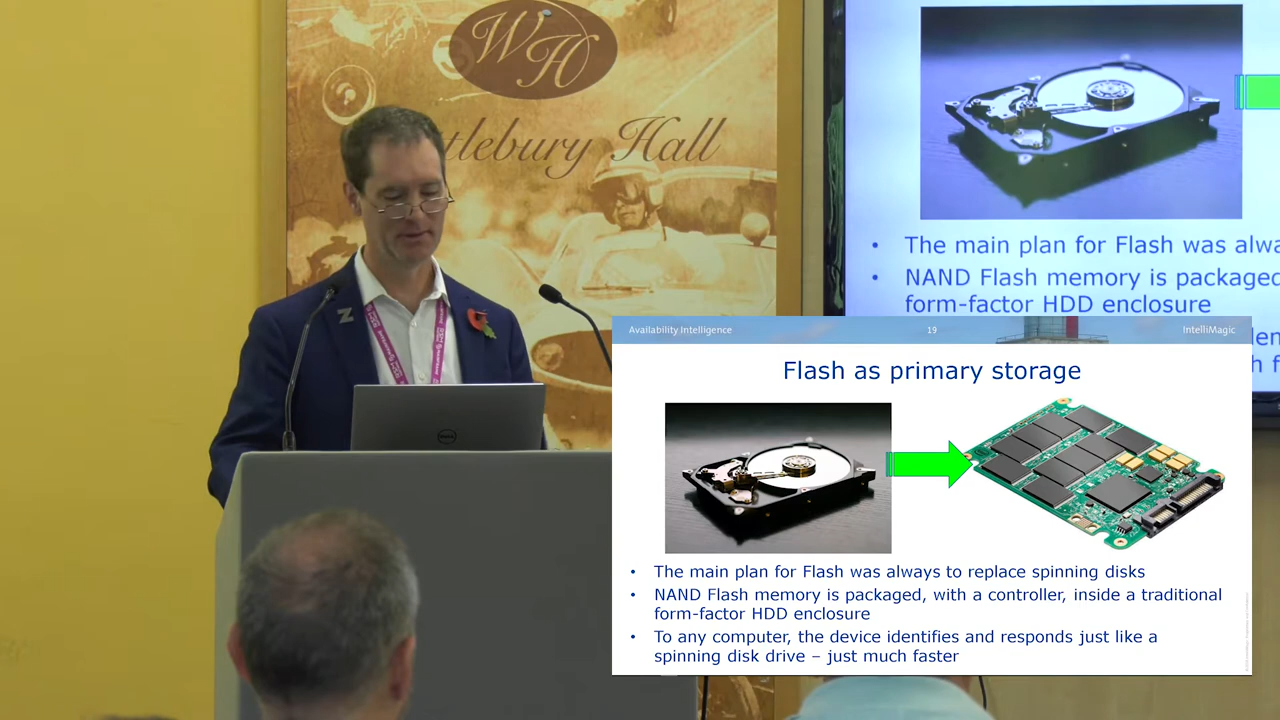 WH
tlebury Hall
The main plan for Flash was alwa
NAND Flash memory is packaged
form-factor HDD enclosure
Availability Intelligence
19
IntelliMagic
Flash as primary storage
• The main plan for Flash was always to replace spinning disks
• NAND Flash memory is packaged, with a controller, inside a traditional
form-factor HDD enclosure
• To any computer, the device identifies and responds just like a
spinning disk drive – just much faster
DELL